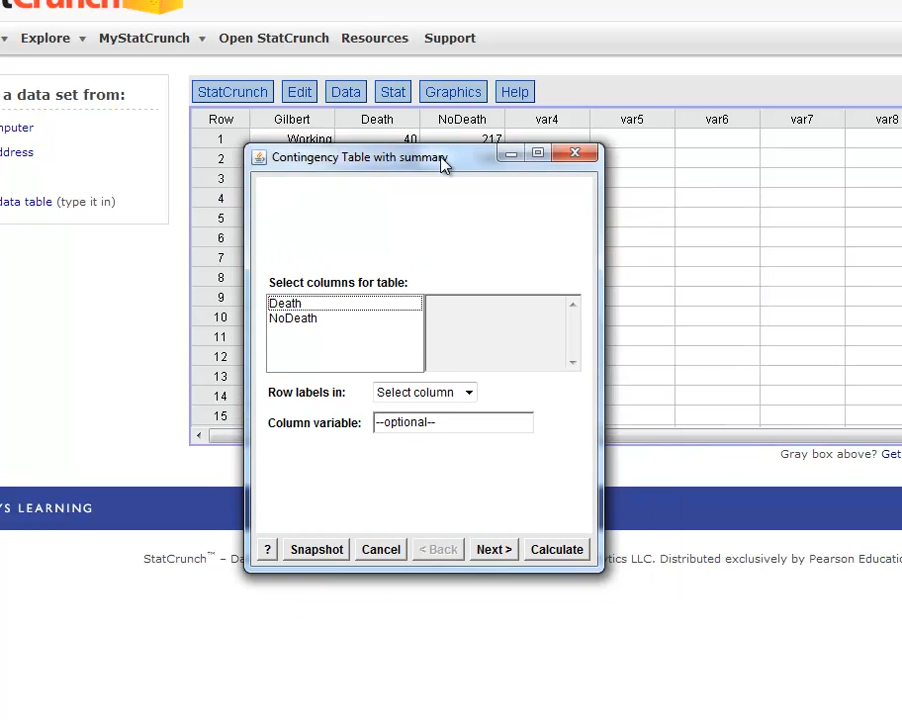 Explore MyStatCrunch Open StatCrunch Resources Support
a data set from:
StatCrunch Edit Data Stat Graphics Help
Row Gilbert Death NoDeath var4 var5 var6 var7 var8
1 Working 40 217
Contingency Table with summary
2
3
data table (type it in)
4
5
6
7
8
Select columns for table:
9
Death
10
NoDeath
11
12
13
Row labels in: Select column
14
15
Column variable: --optional--
Gray box above? Get
YS LEARNING
? Snapshot Cancel < Back Next > Calculate
StatCrunch™ – Da
tics LLC. Distributed exclusively by Pearson Educatio